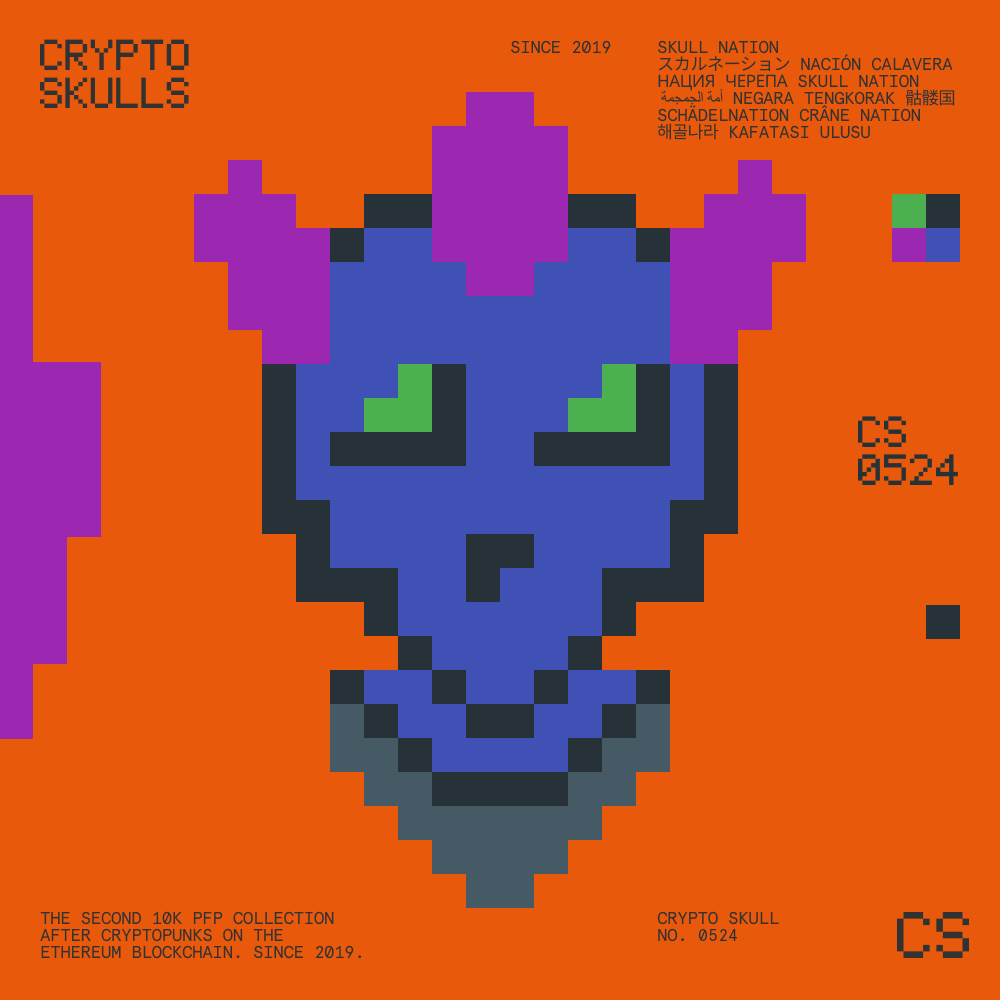 CRYPTO
SKULLS
SINCE 2019
SKULL NATION
スカルネーション NACIÓN CALAVERA
НАЦИЯ ЧЕРЕПА SKULL NATION
أمة الجمجمة NEGARA TENGKORAK 骷髅国
SCHÄDELNATION CRÂNE NATION
해골나라 KAFATASI ULUSU
CS
0524
THE SECOND 10K PFP COLLECTION
AFTER CRYPTOPUNKS ON THE
ETHEREUM BLOCKCHAIN. SINCE 2019.
CRYPTO SKULL
NO. 0524
CS